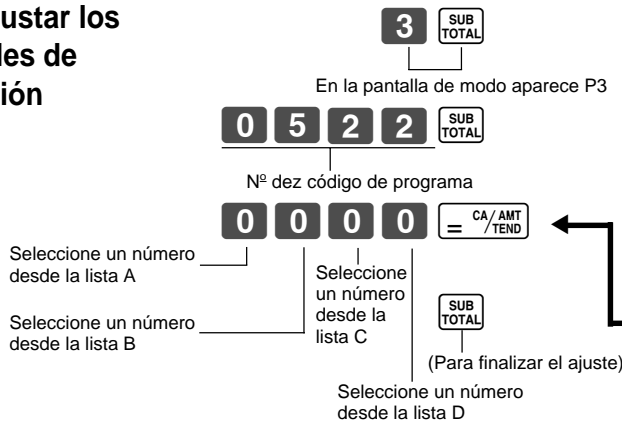 ustar los
les de
ión
3 SUB TOTAL
En la pantalla de modo aparece P3
0 5 2 2 SUB TOTAL
Nº dez código de programa
0 0 0 0 = CA/AMT/TEND
Seleccione un número
desde la lista A
Seleccione un número
desde la lista B
Seleccione
un número
desde la
lista C
SUB TOTAL
(Para finalizar el ajuste)
Seleccione un número
desde la lista D